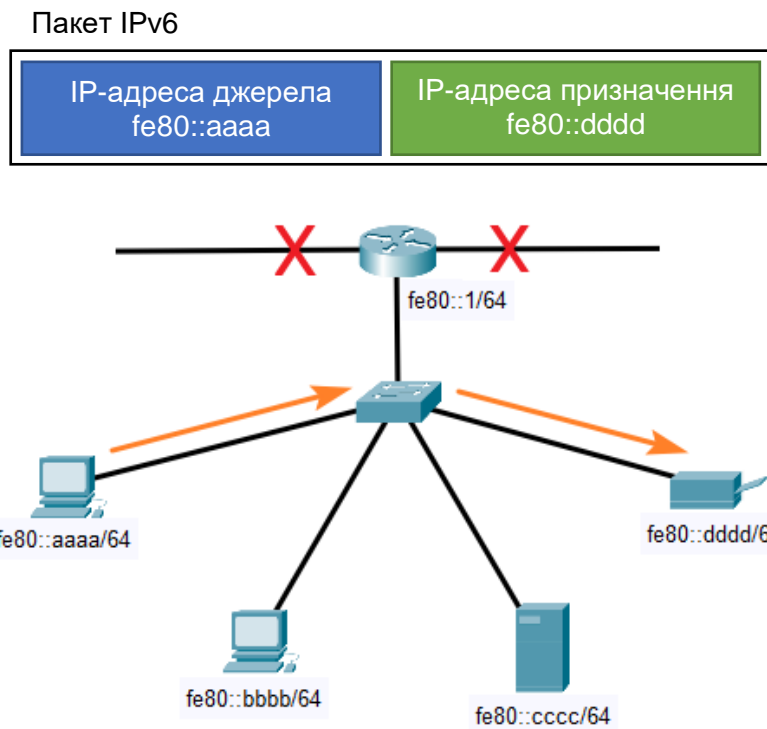 Пакет IPv6
IP-адреса джерела
fe80::aaaa
IP-адреса призначення
fe80::dddd
fe80::1/64
fe80::aaaa/64
fe80::dddd/6
fe80::bbbb/64
fe80::cccc/64